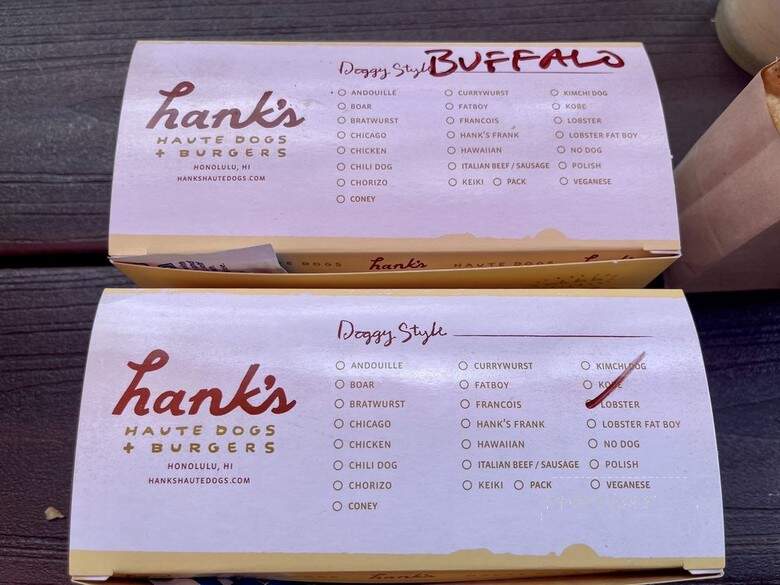 Doggy Style BUFFALO
hank's
HAUTE DOGS
+ BURGERS
HONOLULU, HI
HANKSHAUTEDOGS.COM
ANDOUILLE
BOAR
BRATWURST
CHICAGO
CHICKEN
CHILI DOG
CHORIZO
CONEY
CURRYWURST
FATBOY
FRANCOIS
HANK'S FRANK
HAWAIIAN
ITALIAN BEEF / SAUSAGE
KEIKI PACK
KIMCHI DOG
KOBE
LOBSTER
LOBSTER FAT BOY
NO DOG
POLISH
VEGANESE
DOGS hank's HAUTE DOGS
Doggy Style
hank's
HAUTE DOGS
+ BURGERS
HONOLULU, HI
HANKSHAUTEDOGS.COM
ANDOUILLE
BOAR
BRATWURST
CHICAGO
CHICKEN
CHILI DOG
CHORIZO
CONEY
CURRYWURST
FATBOY
FRANCOIS
HANK'S FRANK
HAWAIIAN
ITALIAN BEEF / SAUSAGE
KEIKI PACK
KIMCHI DOG
KOBE
LOBSTER
LOBSTER FAT BOY
NO DOG
POLISH
VEGANESE
hank's